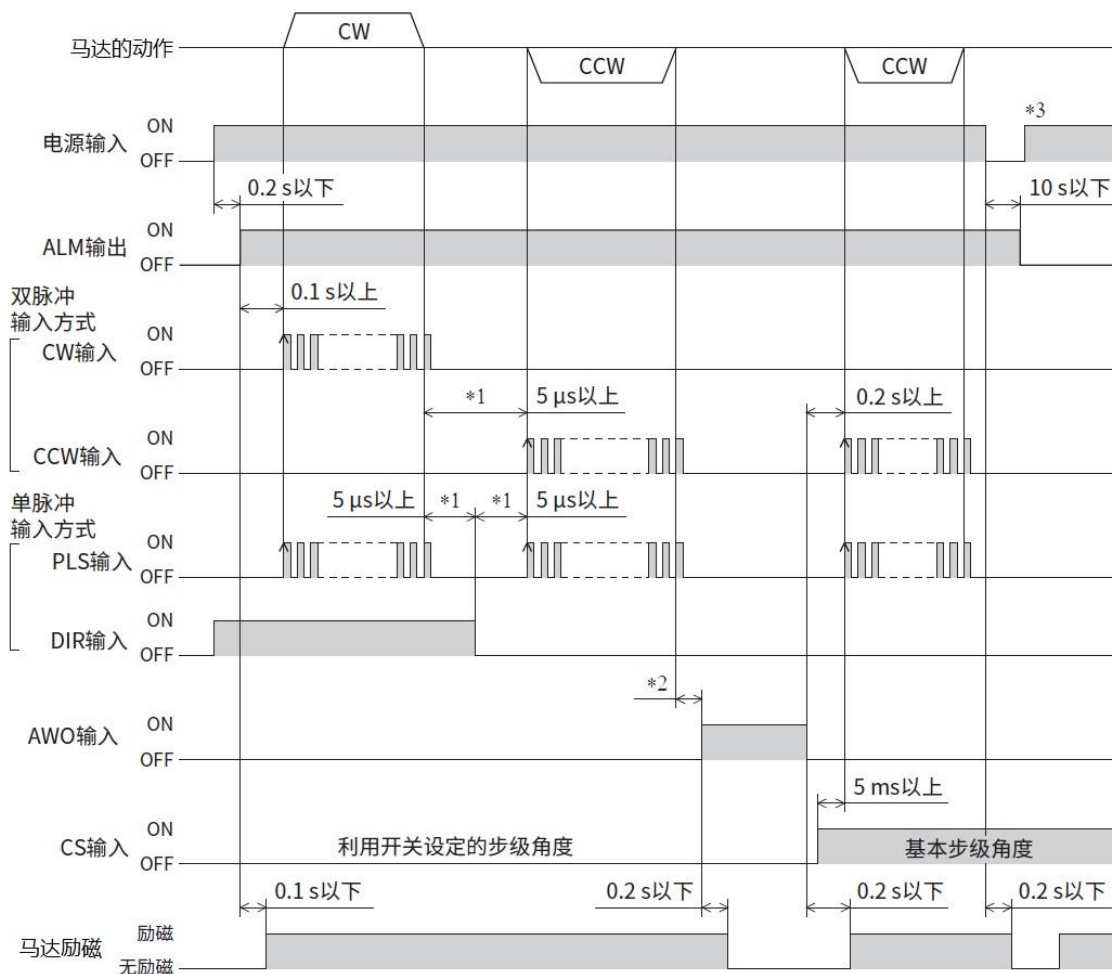 CW
马达的动作
CCW
CCW
*3
ON
电源输入
OFF
0.2 s以下
10 s以下
ON
ALM输出
OFF
双脉冲
输入方式
0.1 s以上
ON
CW输入
OFF
*1
5 µs以上
0.2 s以上
ON
CCW输入
OFF
单脉冲
输入方式
5 µs以上
*1
*1
5 µs以上
ON
PLS输入
OFF
ON
DIR输入
OFF
*2
ON
AWO输入
OFF
5 ms以上
ON
CS输入
OFF
利用开关设定的步级角度
基本步级角度
0.1 s以下
0.2 s以下
0.2 s以下
0.2 s以下
励磁
马达励磁
无励磁